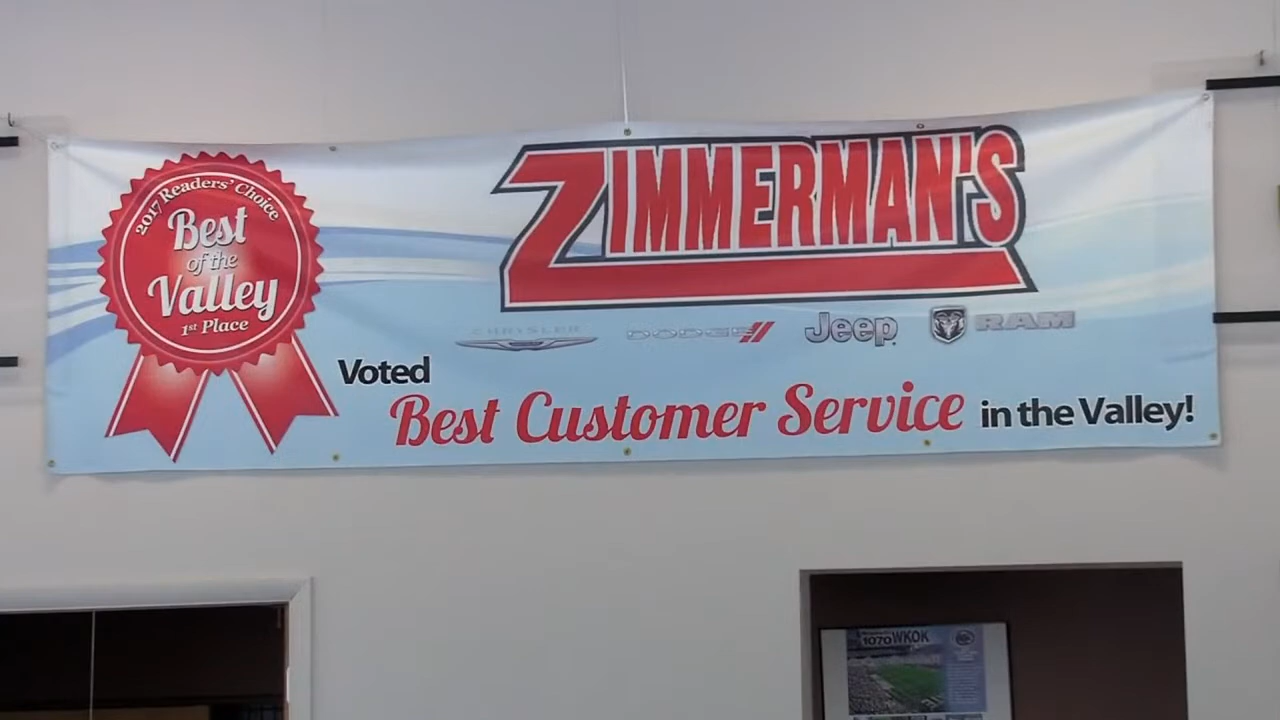 2017 Readers' Choice
Best
of the
Valley
1st Place
ZIMMERMAN'S
CHRYSLER
DODGE
Jeep
RAM
Voted
Best Customer Service in the Valley!
1070 WKOK